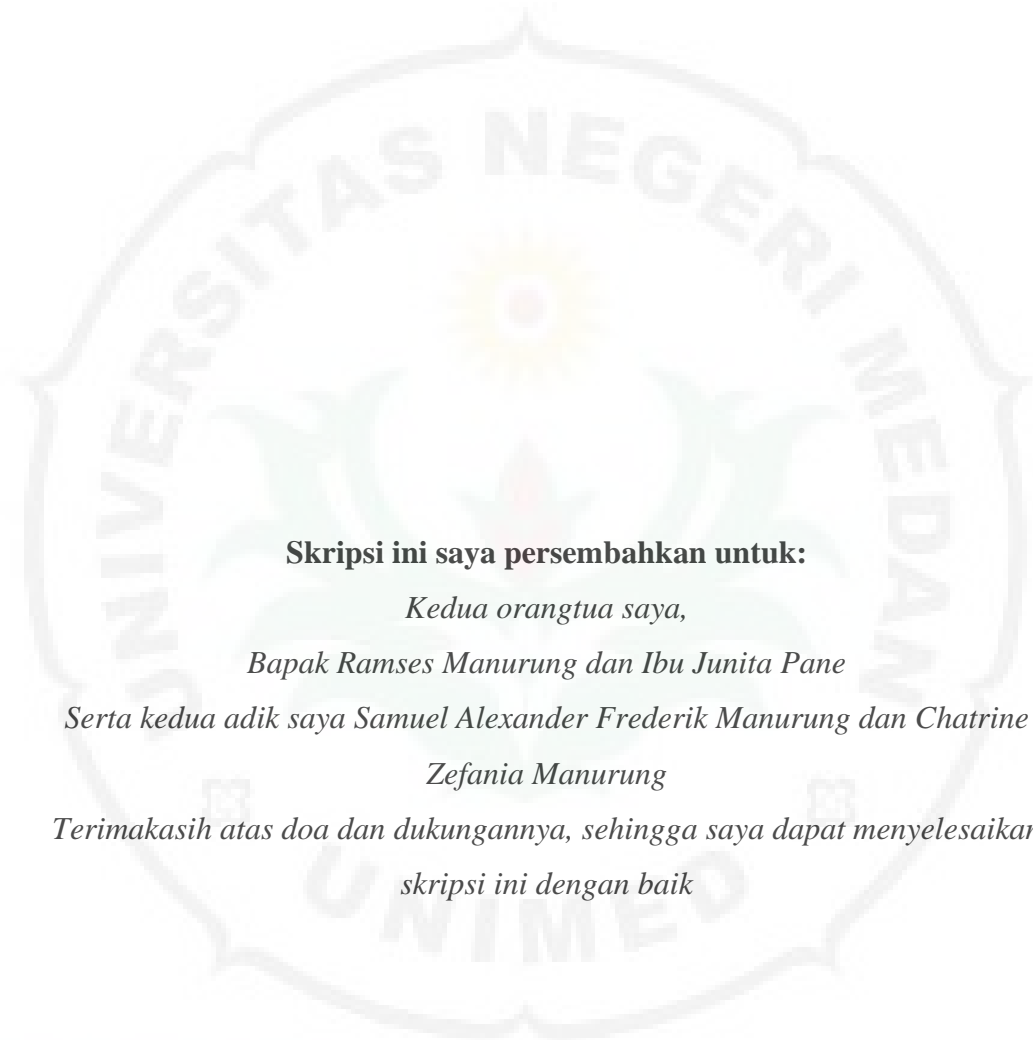 UNIVERSITAS NEGERI MEDAN
Skripsi ini saya persembahkan untuk:
Kedua orangtua saya,
Bapak Ramses Manurung dan Ibu Junita Pane
Serta kedua adik saya Samuel Alexander Frederik Manurung dan Chatrine
Zefania Manurung
Terimakasih atas doa dan dukungannya, sehingga saya dapat menyelesaikan
skripsi ini dengan baik
UNIMED